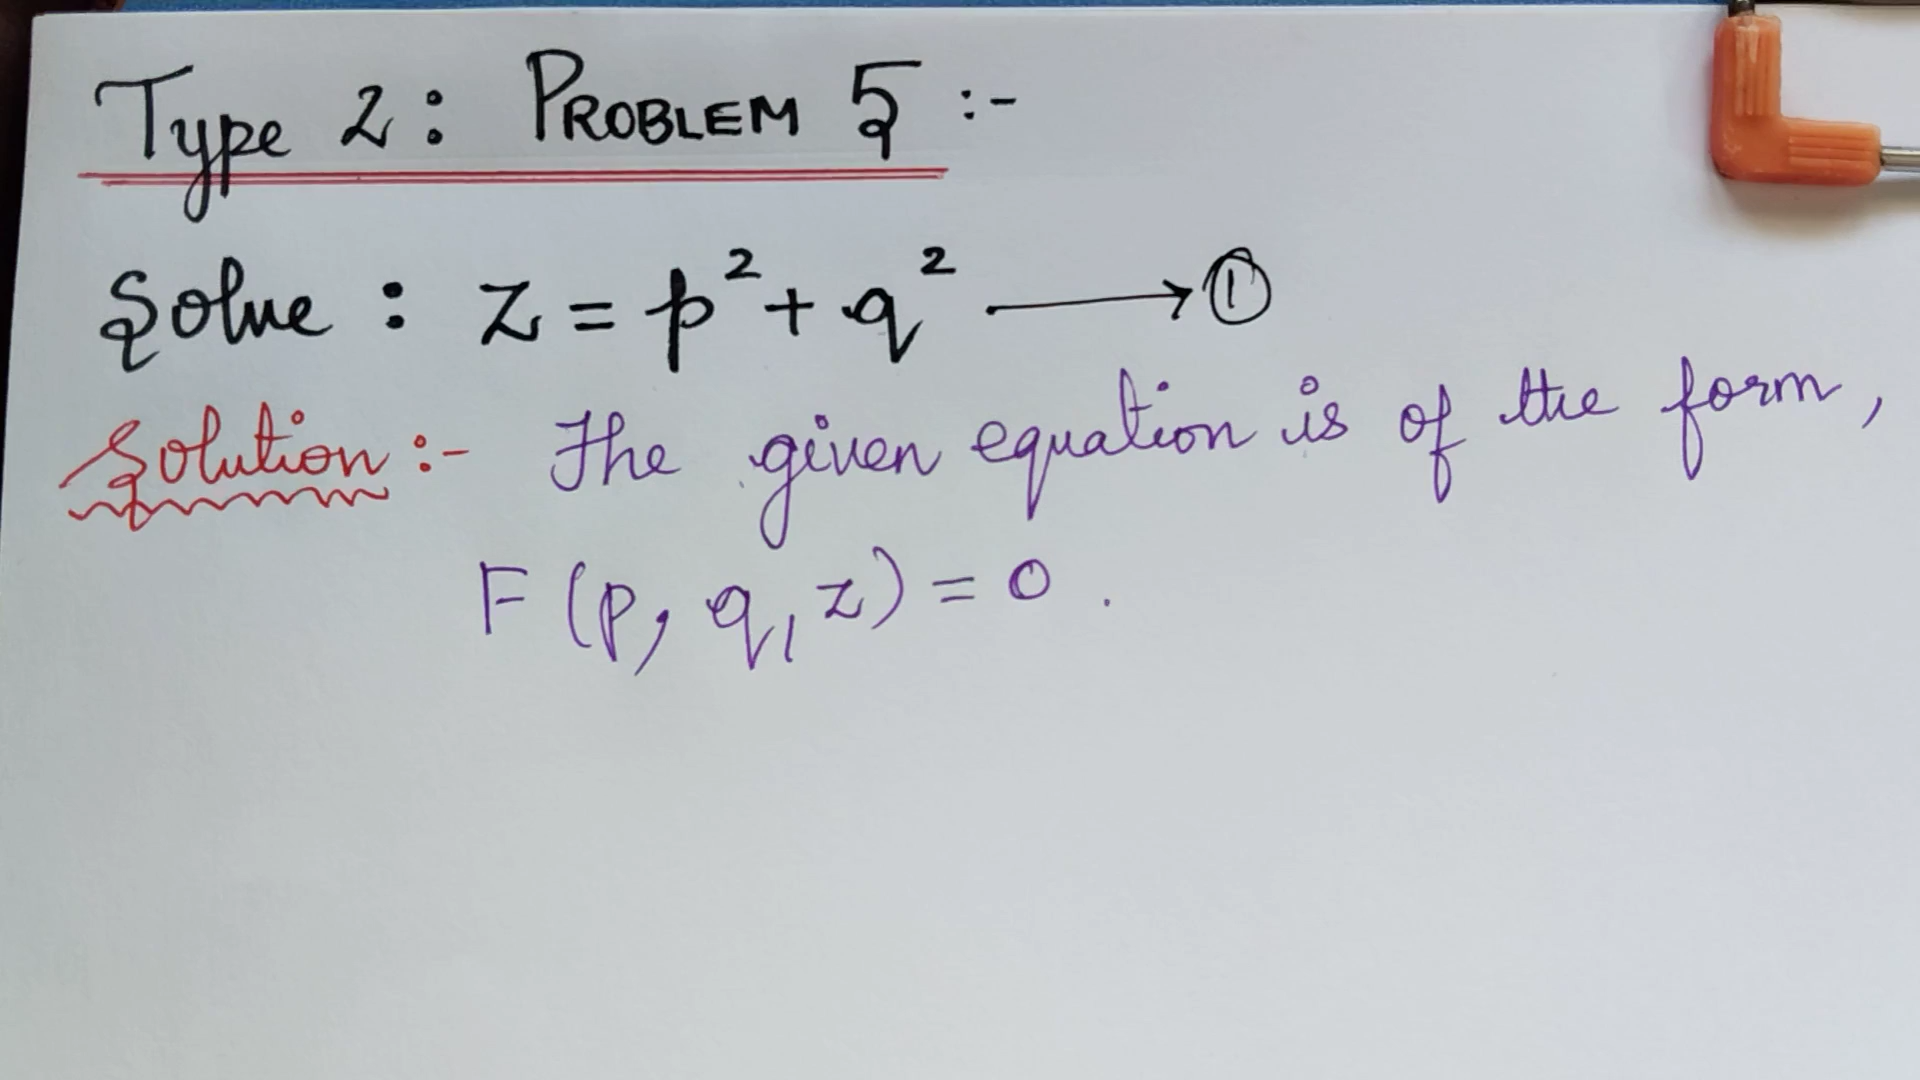 Type 2: PROBLEM 5 :-
Solve : z = p² + q² ⟶ ①
Solution :- The given equation is of the form,
F (p, q, z) = 0 .